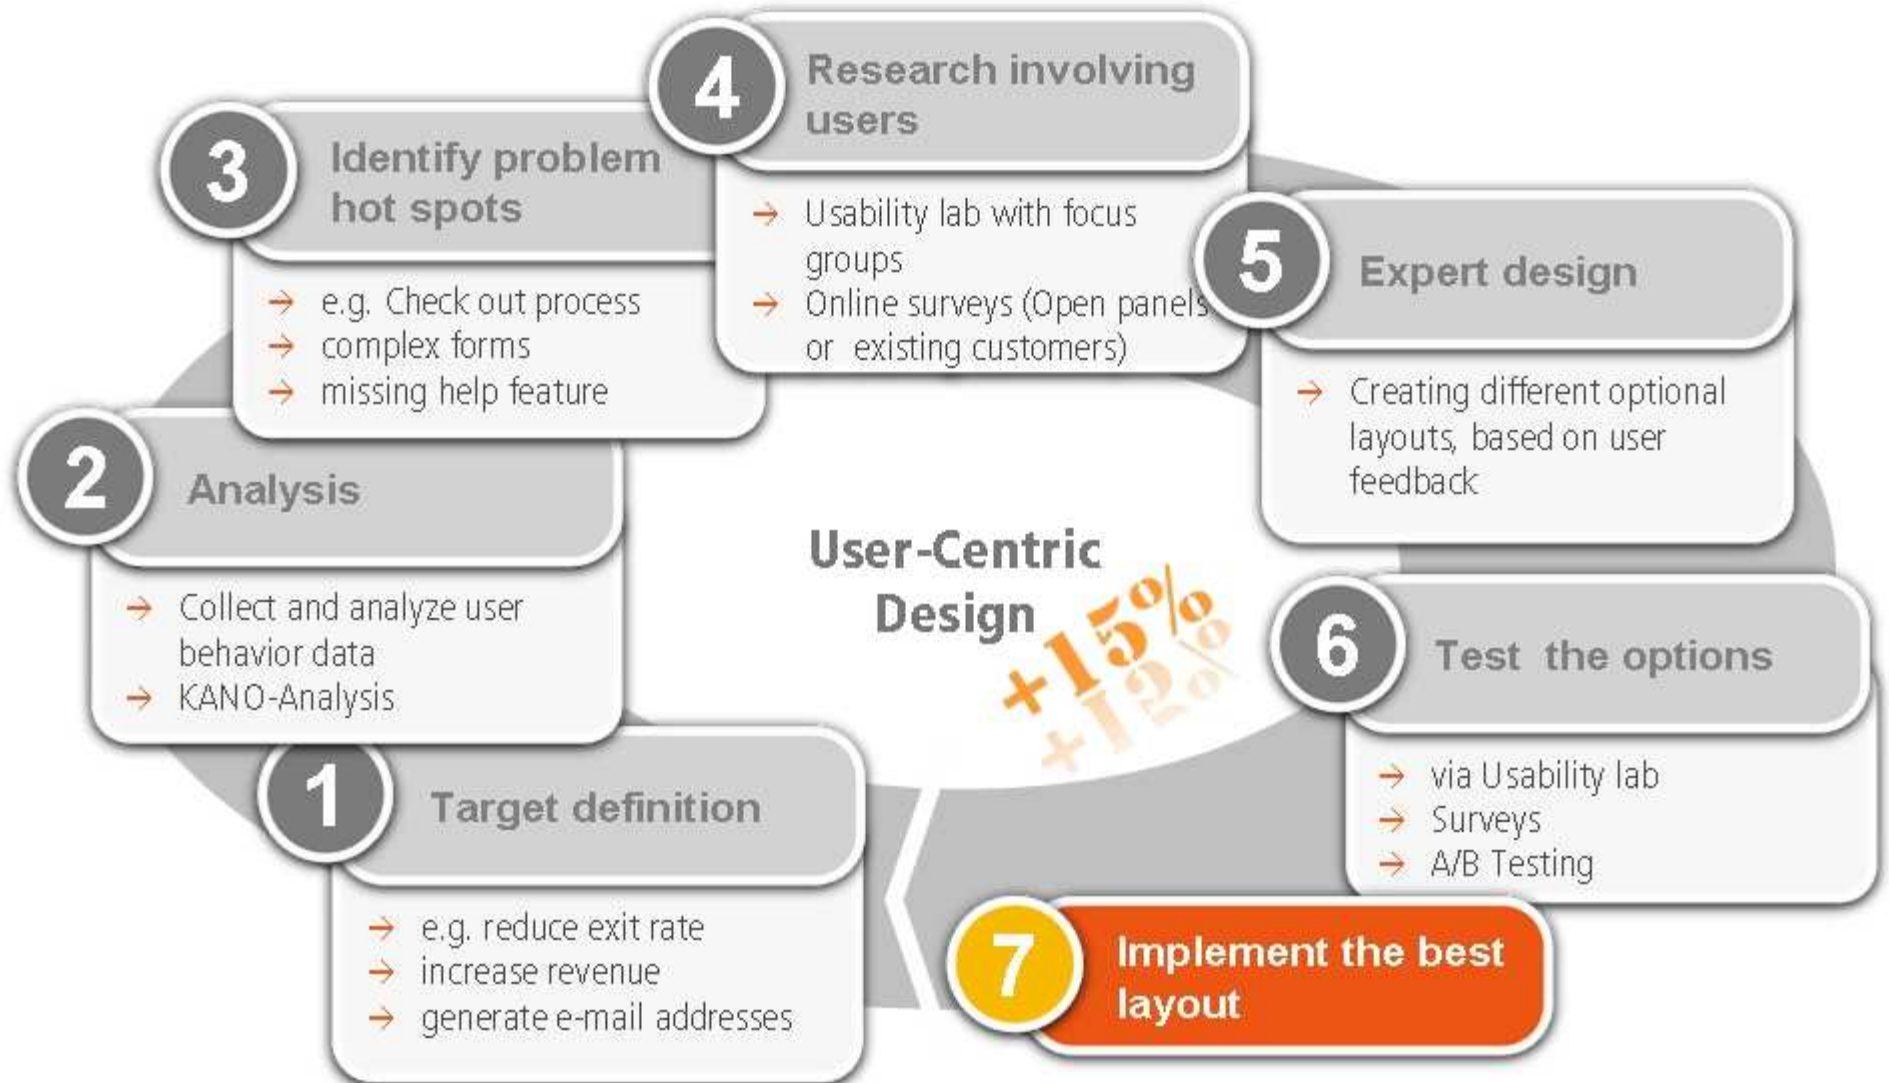 4
Research involving
users
→ Usability lab with focus
groups
→ Online surveys (Open panels
or existing customers)
3
Identify problem
hot spots
→ e.g. Check out process
→ complex forms
→ missing help feature
5
Expert design
→ Creating different optional
layouts, based on user
feedback
2
Analysis
→ Collect and analyze user
behavior data
→ KANO-Analysis
User-Centric
Design
+15%
+12%
6
Test the options
→ via Usability lab
→ Surveys
→ A/B Testing
1
Target definition
→ e.g. reduce exit rate
→ increase revenue
→ generate e-mail addresses
7
Implement the best
layout